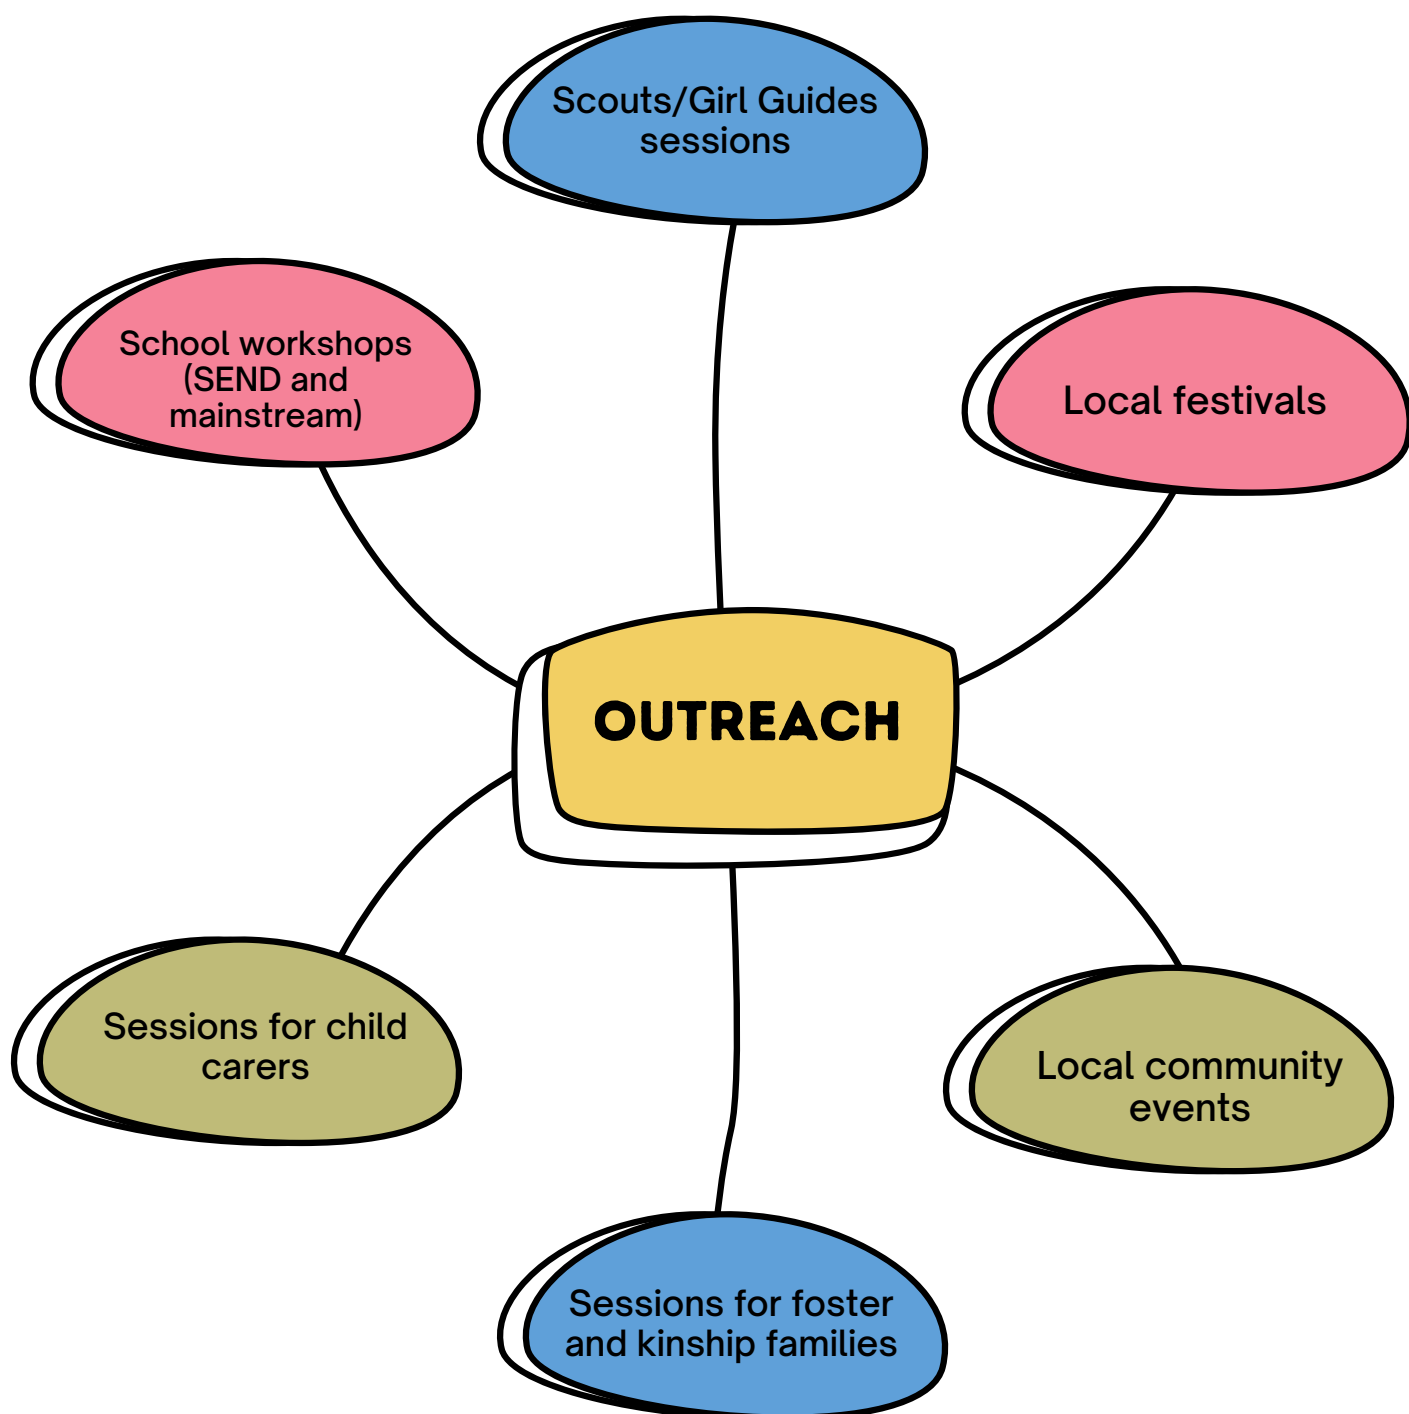 Scouts/Girl Guides
sessions
School workshops
(SEND and
mainstream)
Local festivals
OUTREACH
Sessions for child
carers
Local community
events
Sessions for foster
and kinship families